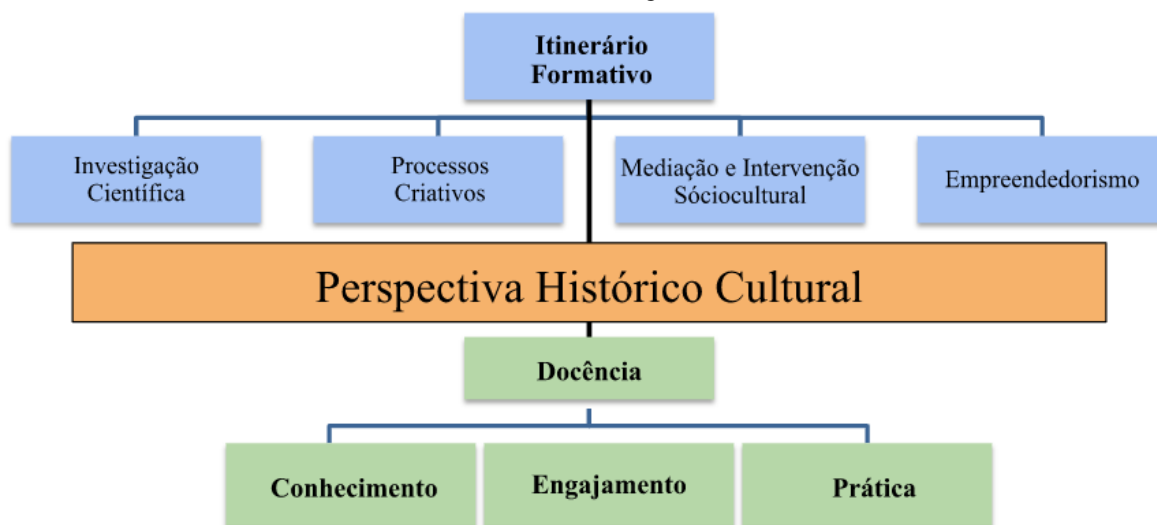 Itinerário
Formativo
Investigação
Científica
Processos
Criativos
Mediação e Intervenção
Sóciocultural
Empreendedorismo
Perspectiva Histórico Cultural
Docência
Conhecimento
Engajamento
Prática